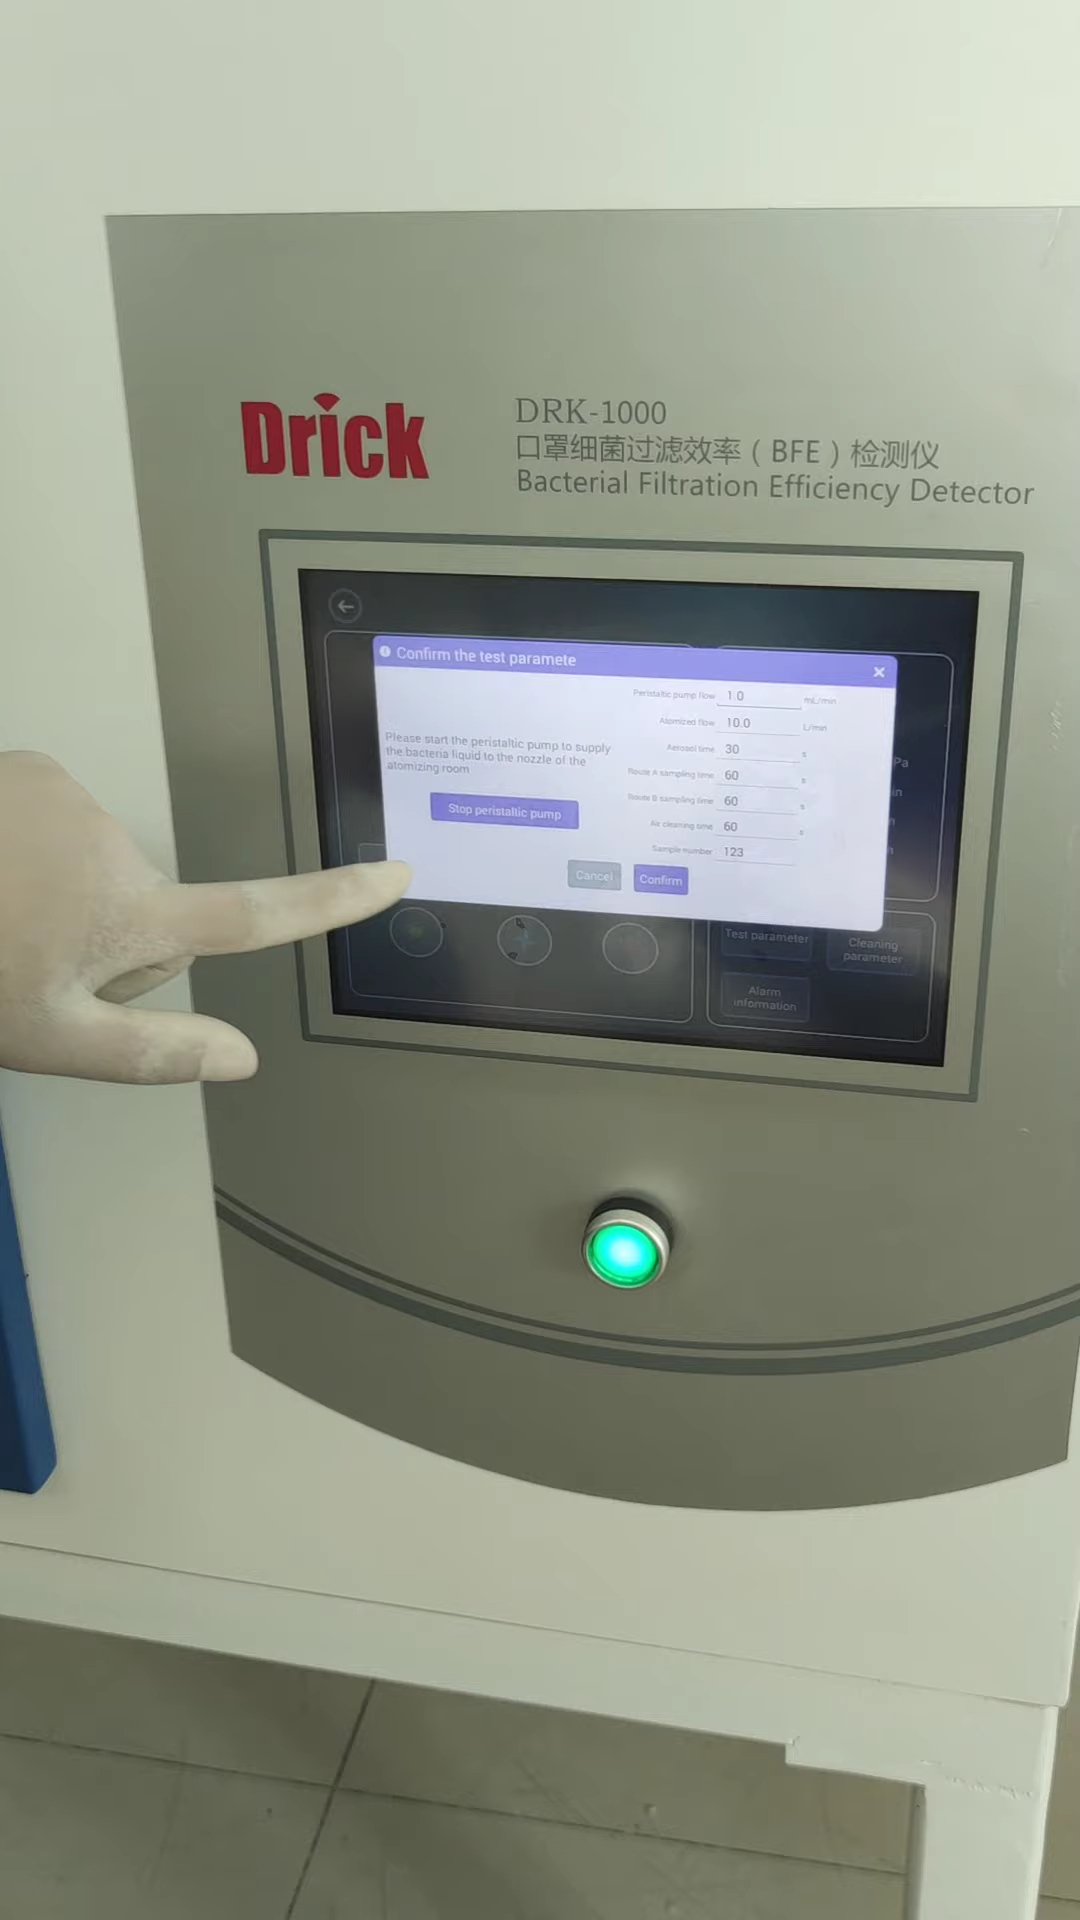 Drick
DRK-1000
口罩细菌过滤效率（BFE）检测仪
Bacterial Filtration Efficiency Detector
Confirm the test paramete
Please start the peristaltic pump to supply
the bacteria liquid to the nozzle of the
atomizing room
Stop peristaltic pump
Peristaltic pump flow 1.0 mL/min
Atomized flow 10.0 L/min
Aerosol time 30 s
Route A sampling time 60 s
Route B sampling time 60 s
Air cleaning time 60 s
Sample number 123
Cancel
Confirm
Pa
Test parameter
Cleaning
parameter
Alarm
information